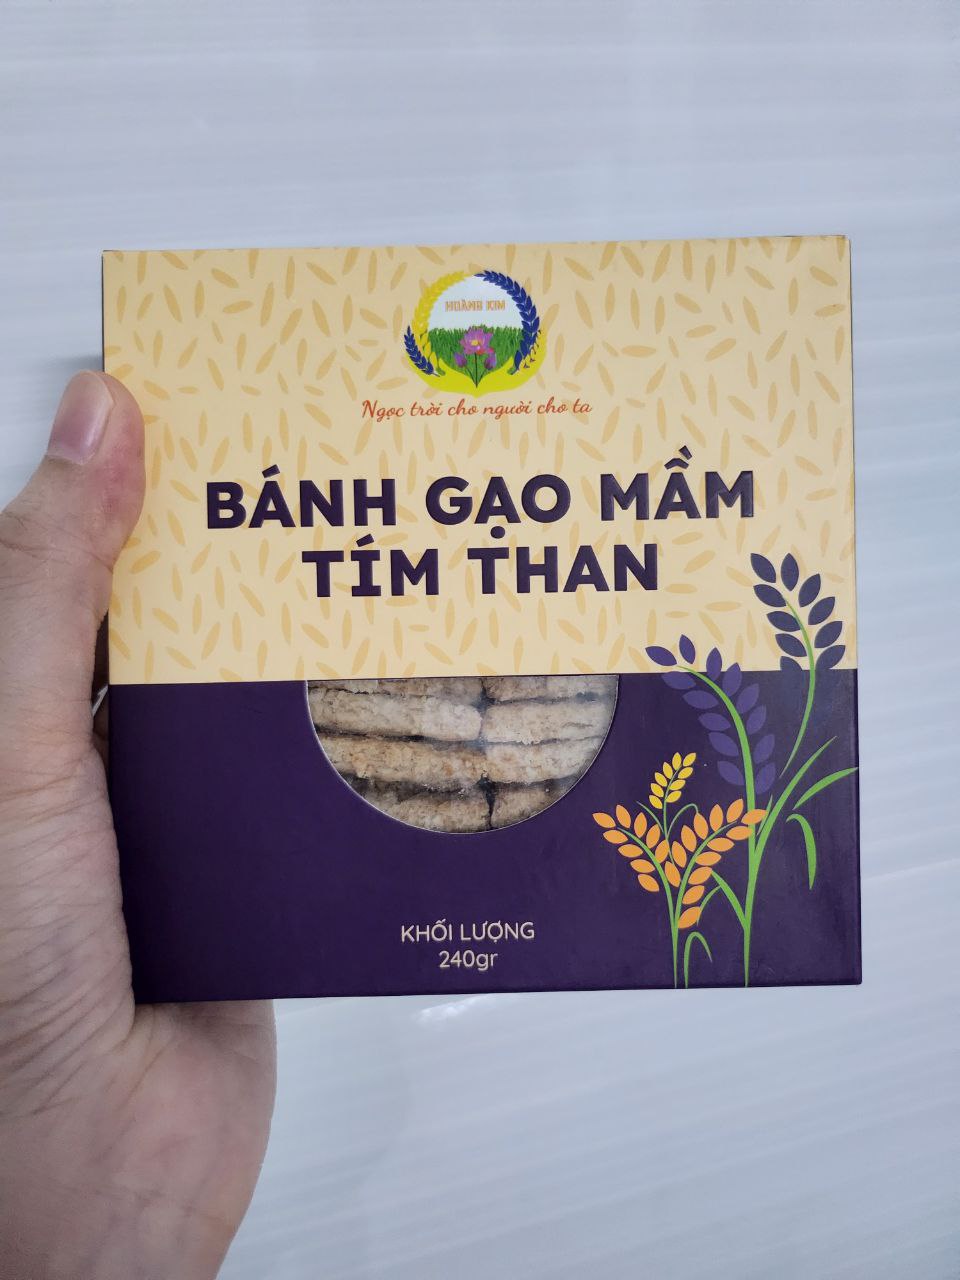 HOÀNG KIM
Ngọc trời cho người cho ta
BÁNH GẠO MẦM
TÍM THAN
KHỐI LƯỢNG
240gr